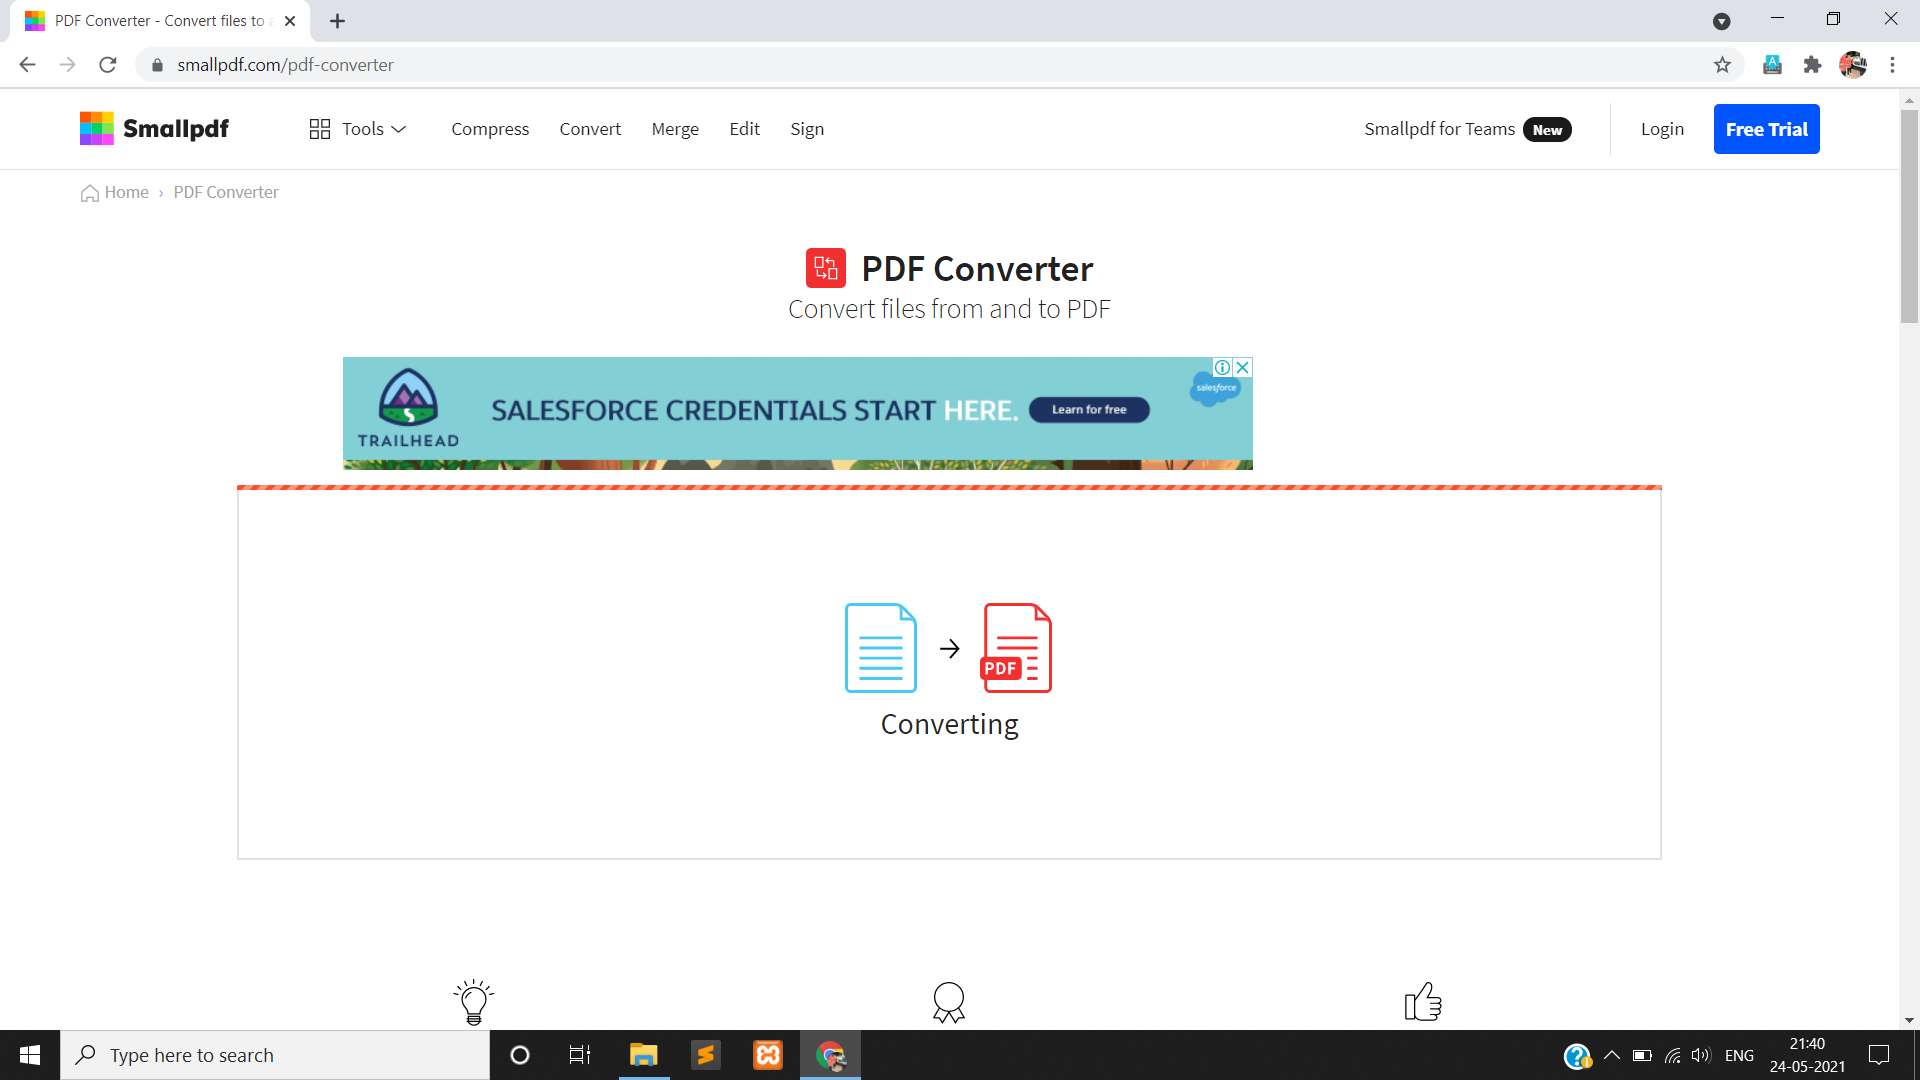 PDF Converter - Convert files to
smallpdf.com/pdf-converter
Smallpdf
Tools
Compress
Convert
Merge
Edit
Sign
Smallpdf for Teams New
Login
Free Trial
Home › PDF Converter
PDF Converter
Convert files from and to PDF
TRAILHEAD
SALESFORCE CREDENTIALS START HERE.
Learn for free
salesforce
PDF
Converting
Type here to search
ENG
21:40
24-05-2021